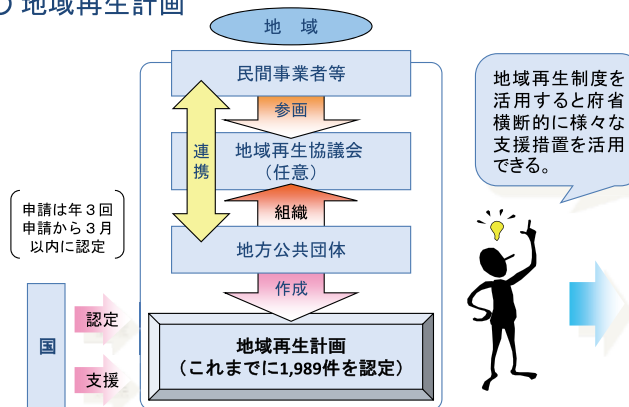 〇 地域再生計画
地 域
民間事業者等
参画
連携
地域再生協議会
（任意）
組織
地方公共団体
作成
地域再生計画
（これまでに1,989件を認定）
申請は年３回
申請から３月
以内に認定
国
認定
支援
地域再生制度を
活用すると府省
横断的に様々な
支援措置を活用
できる。